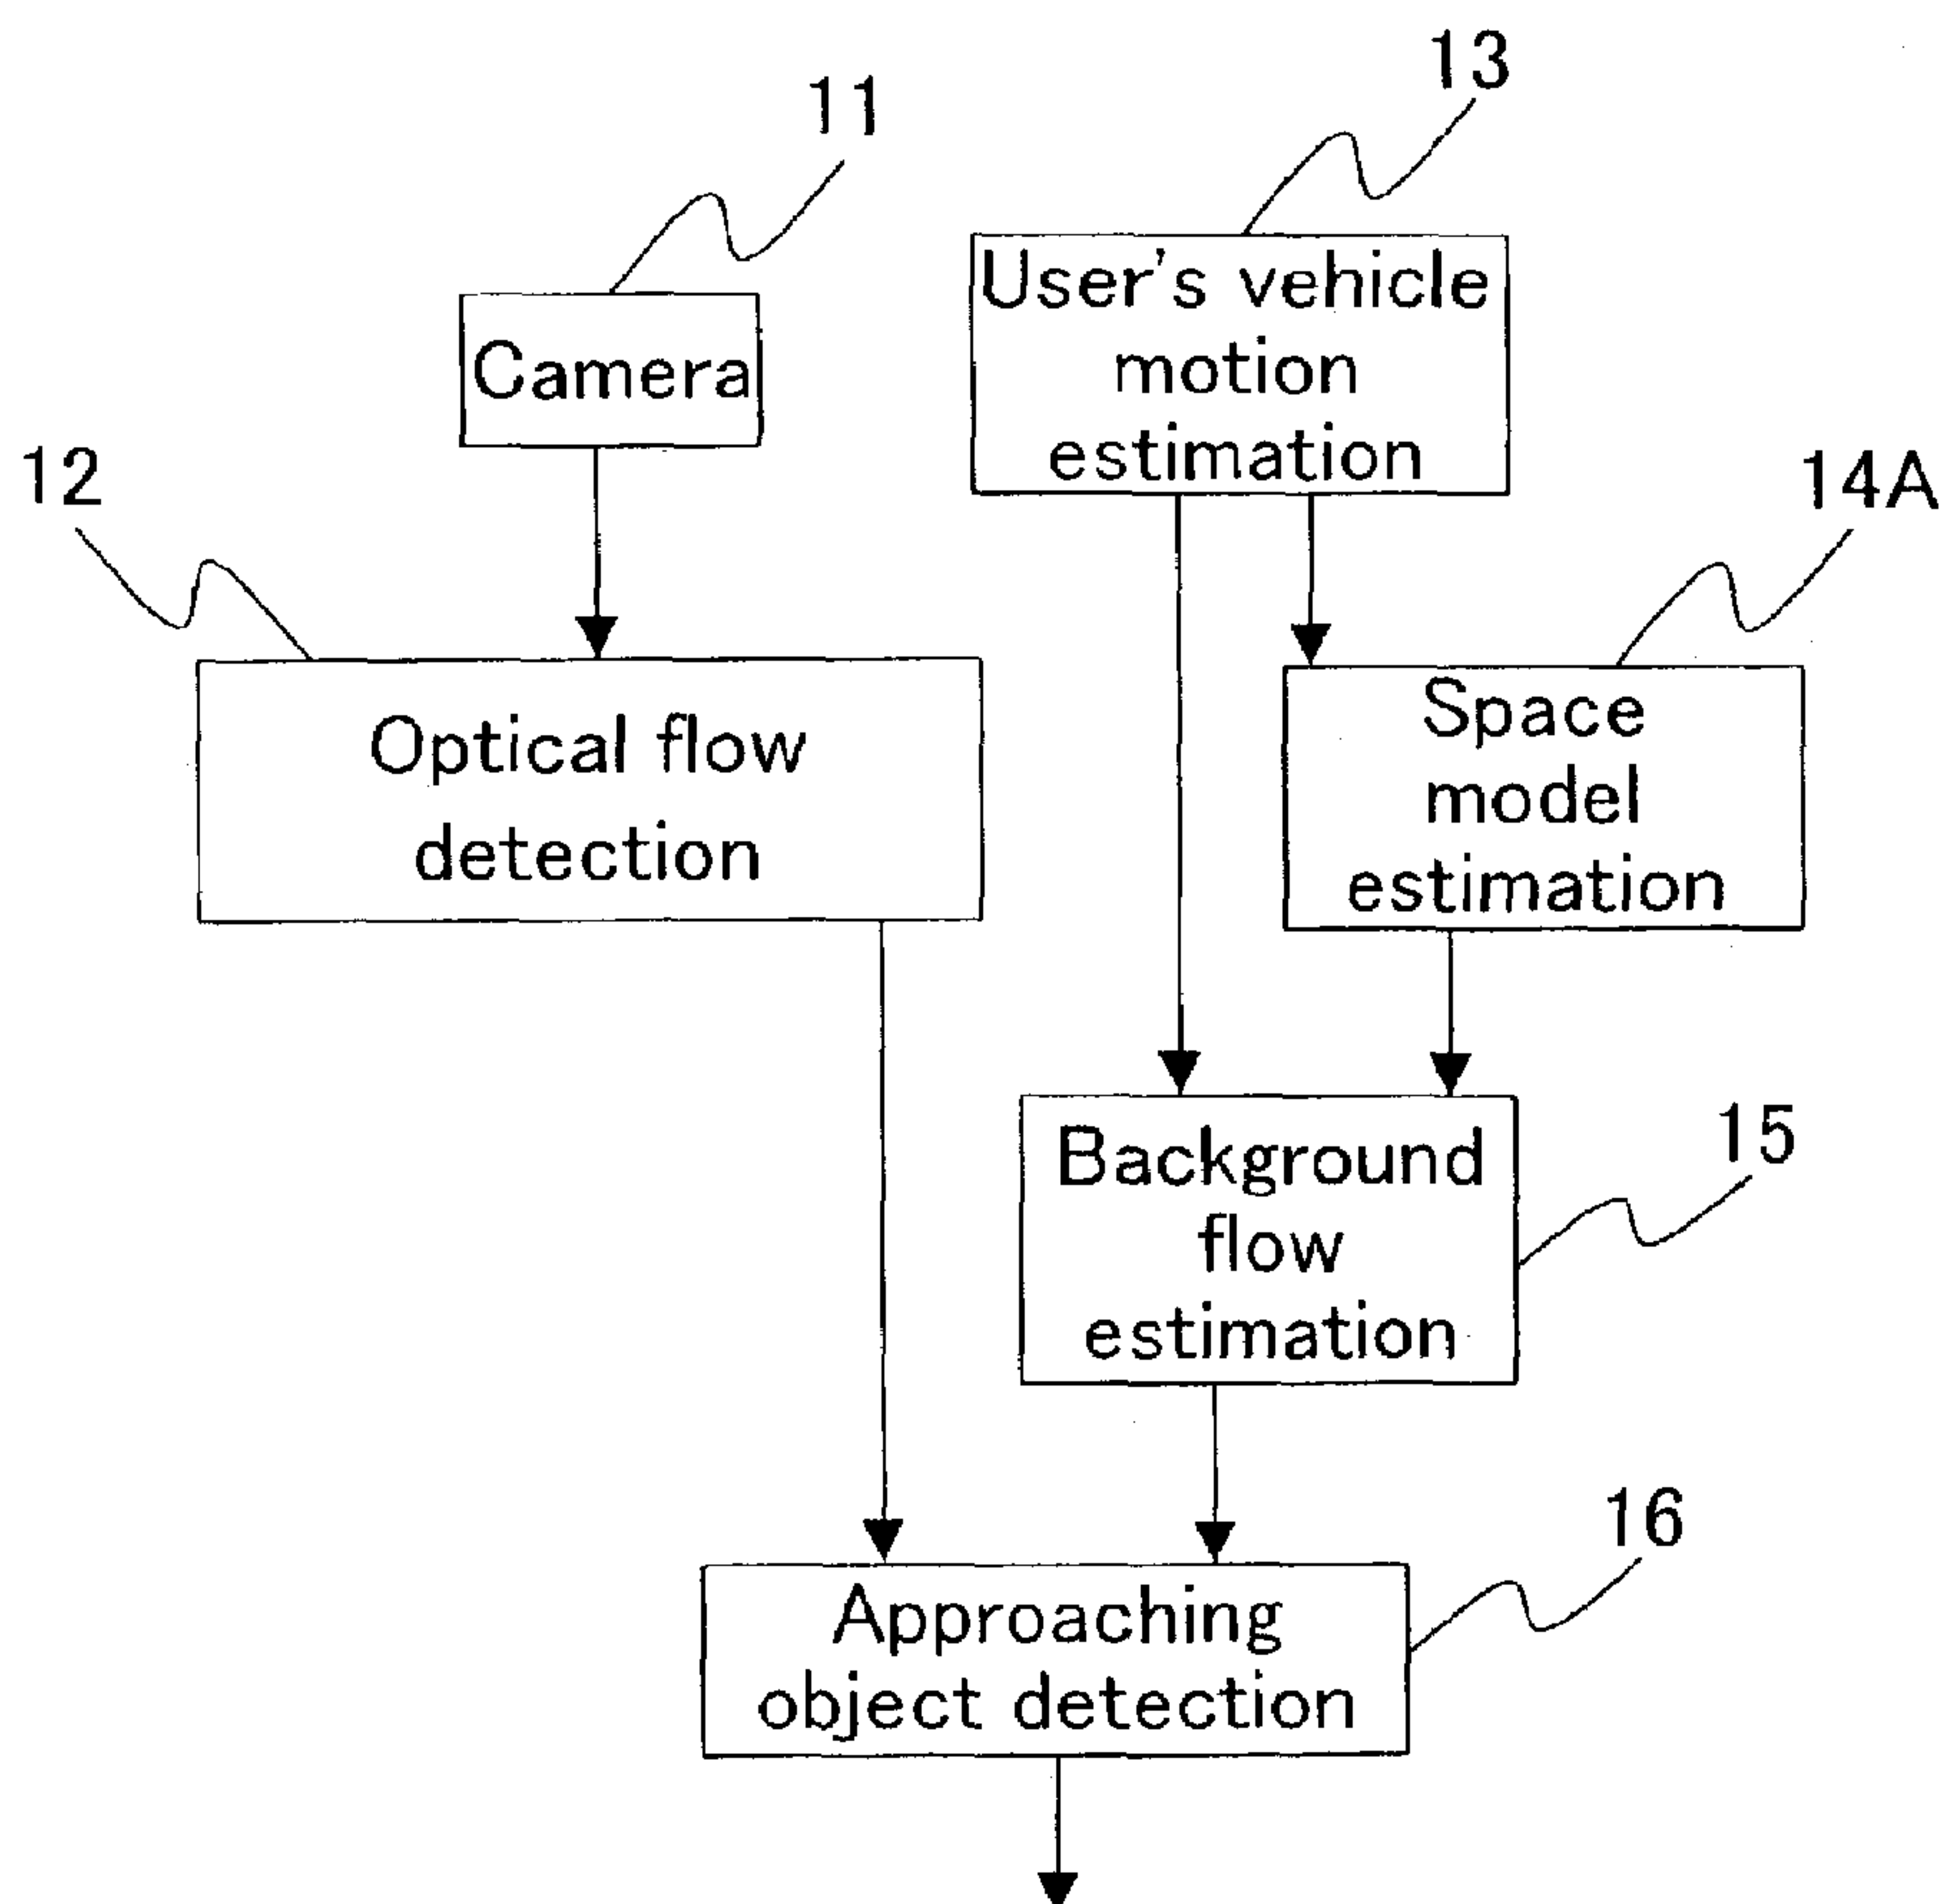 13
11
User's vehicle
motion
estimation
Camera
12
14A
Optical flow
detection
Space
model
estimation
Background
flow
estimation
15
16
Approaching
object detection